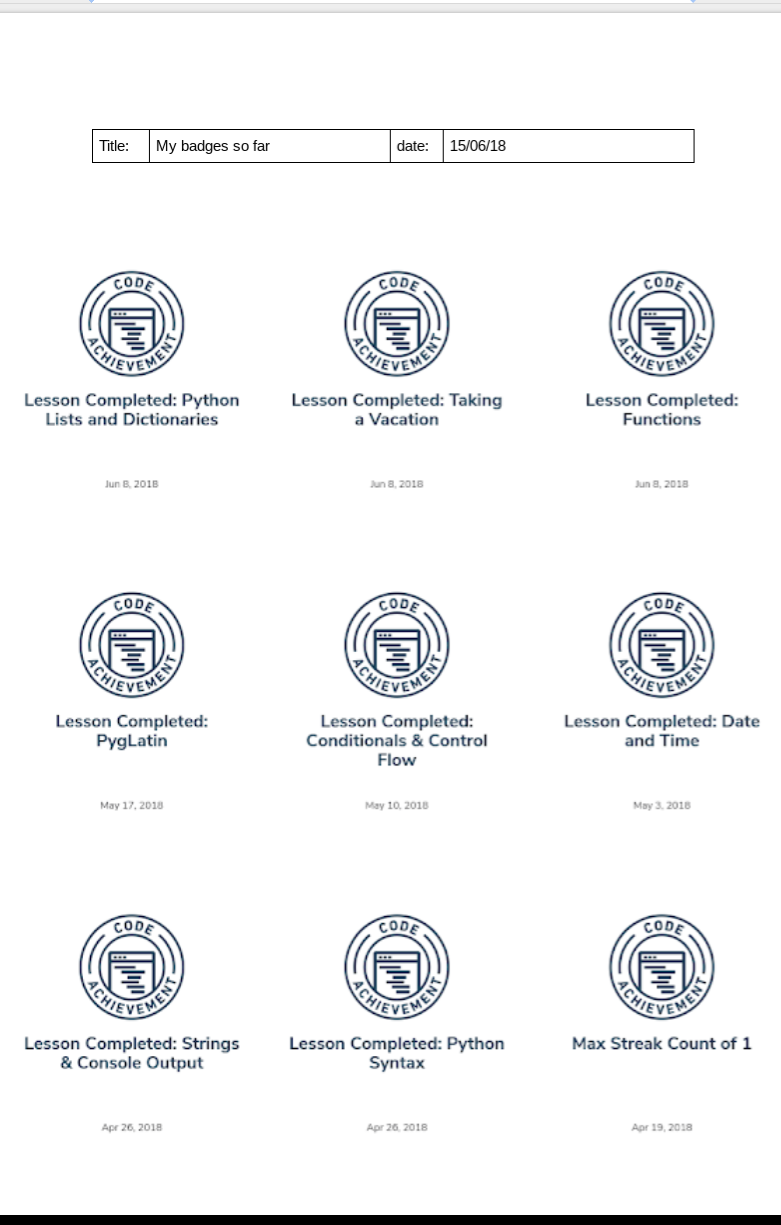 Title: My badges so far date: 15/06/18
CODE ACHIEVEMENT CODE ACHIEVEMENT CODE ACHIEVEMENT
Lesson Completed: Python Lesson Completed: Taking Lesson Completed:
Lists and Dictionaries a Vacation Functions
Jun 8, 2018 Jun 8, 2018 Jun 8, 2018
CODE ACHIEVEMENT CODE ACHIEVEMENT CODE ACHIEVEMENT
Lesson Completed: Lesson Completed: Lesson Completed: Date
PygLatin Conditionals & Control and Time
Flow
May 17, 2018 May 10, 2018 May 3, 2018
CODE ACHIEVEMENT CODE ACHIEVEMENT CODE ACHIEVEMENT
Lesson Completed: Strings Lesson Completed: Python Max Streak Count of 1
& Console Output Syntax
Apr 26, 2018 Apr 26, 2018 Apr 19, 2018